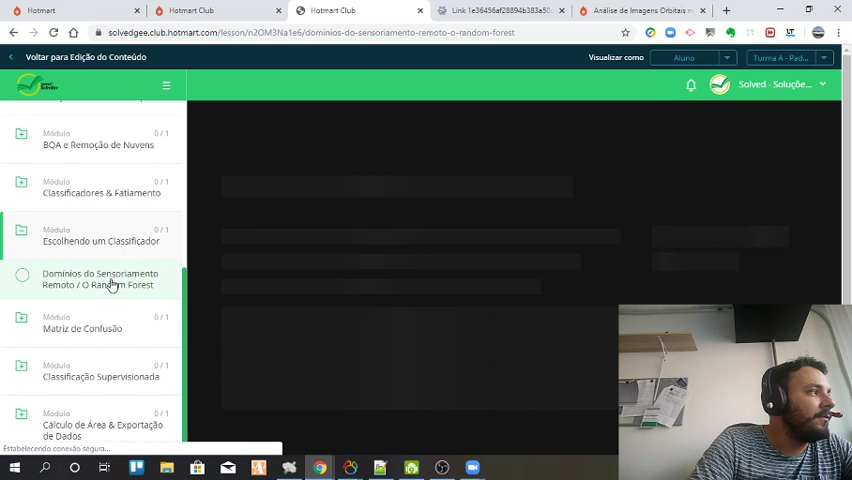 Hotmart
Hotmart Club
Hotmart Club
Link 1e36456af28894b383a50
Análise de Imagens Orbitais no
solvedgee.club.hotmart.com/lesson/n2OM3Na1e6/dominios-do-sensoriamento-remoto-o-random-forest
Voltar para Edição do Conteúdo
Visualizar como
Aluno
Turma A - Pad...
Solved - Soluçõe...
Módulo 0 / 1
BQA e Remoção de Nuvens
Módulo 0 / 1
Classificadores & Fatiamento
Módulo 0 / 1
Escolhendo um Classificador
Domínios do Sensoriamento
Remoto / O Random Forest
Módulo 0 / 1
Matriz de Confusão
Módulo 0 / 1
Classificação Supervisionada
Módulo 0 / 1
Cálculo de Área & Exportação
de Dados
Estabelecendo conexão segura...